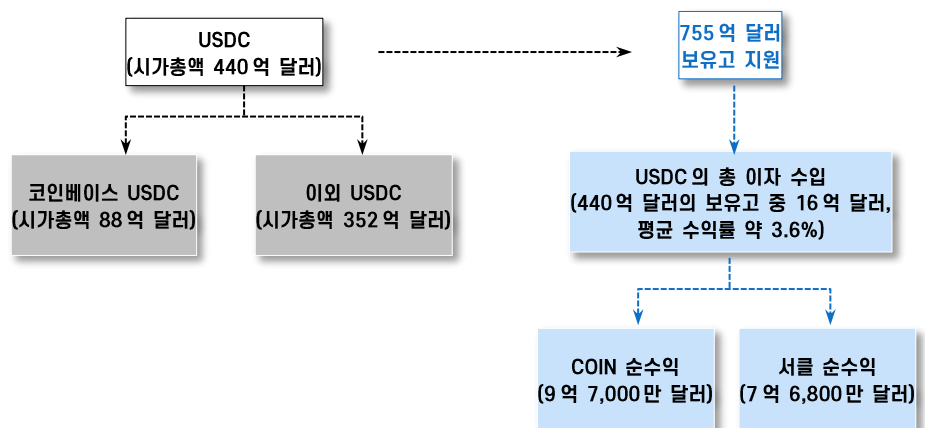 USDC
(시가총액 440억 달러)
755억 달러
보유고 지원
코인베이스 USDC
(시가총액 88억 달러)
이외 USDC
(시가총액 352억 달러)
USDC의 총 이자 수입
(440억 달러의 보유고 중 16억 달러,
평균 수익률 약 3.6%)
COIN 순수익
(9억 7,000만 달러)
서클 순수익
(7억 6,800만 달러)